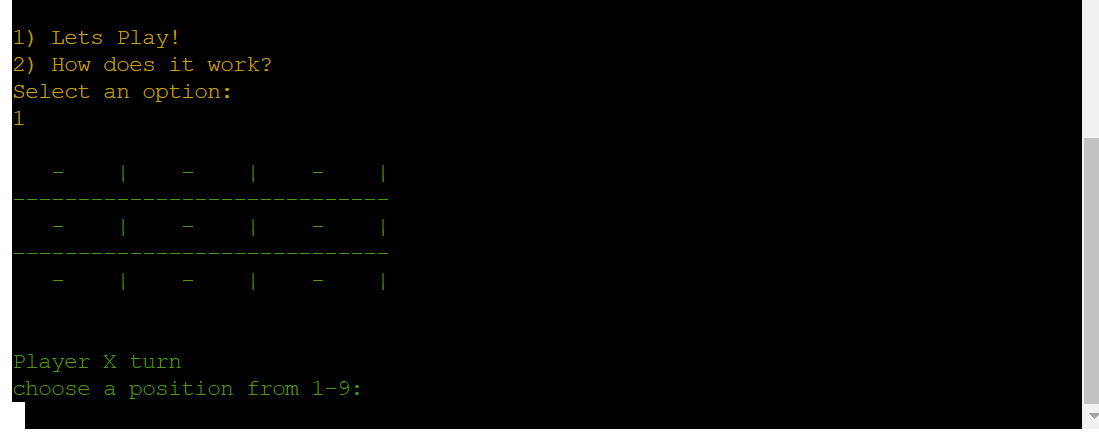 1) Lets Play!
2) How does it work?
Select an option:
1
- | - | - |
-----------------------------
- | - | - |
-----------------------------
- | - | - |
Player X turn
choose a position from 1-9: